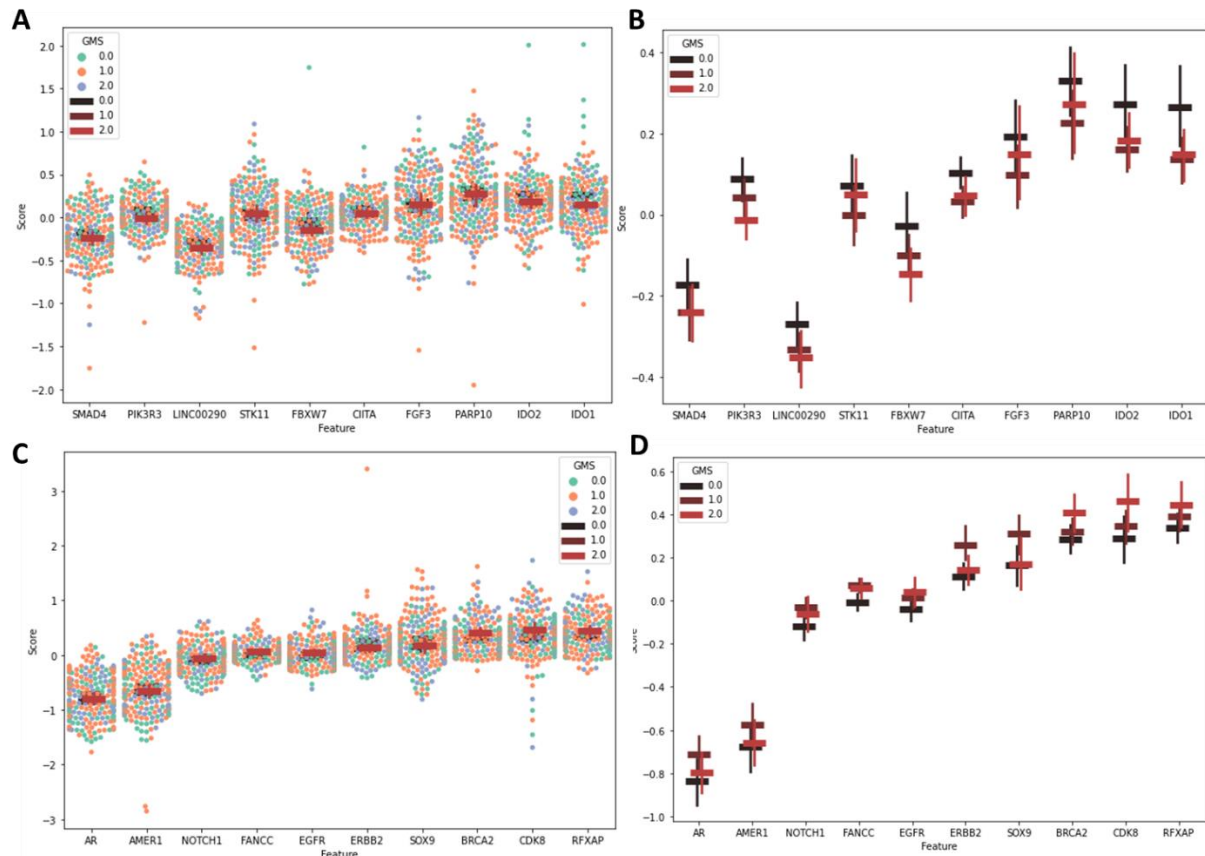 A
GMS
0.0
1.0
2.0
0.0
1.0
2.0
2.0
1.5
1.0
0.5
0.0
−0.5
−1.0
−1.5
−2.0
Score
SMAD4 PIK3R3 LINC00290 STK11 FBXW7 CIITA FGF3 PARP10 IDO2 IDO1
Feature
B
GMS
0.0
1.0
2.0
0.4
0.2
0.0
−0.2
−0.4
Score
SMAD4 PIK3R3 LINC00290 STK11 FBXW7 CIITA FGF3 PARP10 IDO2 IDO1
Feature
C
GMS
0.0
1.0
2.0
0.0
1.0
2.0
3
2
1
0
−1
−2
−3
Score
AR AMER1 NOTCH1 FANCC EGFR ERBB2 SOX9 BRCA2 CDK8 RFXAP
Feature
D
GMS
0.0
1.0
2.0
0.6
0.4
0.2
0.0
−0.2
−0.4
−0.6
−0.8
−1.0
Score
AR AMER1 NOTCH1 FANCC EGFR ERBB2 SOX9 BRCA2 CDK8 RFXAP
Feature